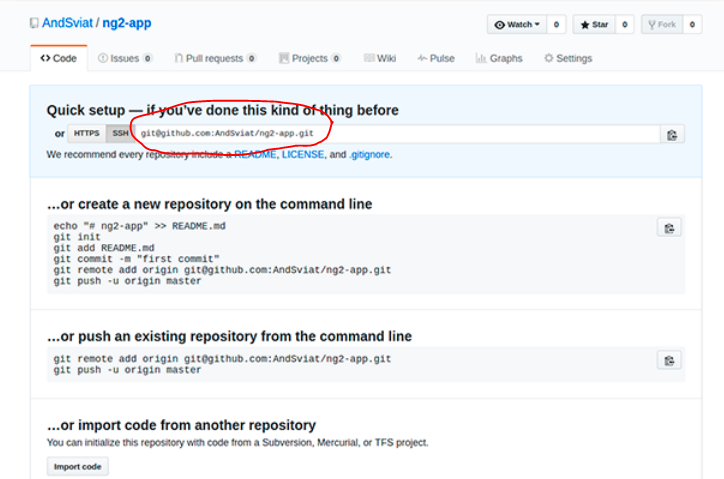 AndSviat / ng2-app
Watch 0 Star 0 Fork 0
Code Issues 0 Pull requests 0 Projects 0 Wiki Pulse Graphs Settings
Quick setup — if you've done this kind of thing before
or HTTPS SSH git@github.com:AndSviat/ng2-app.git
We recommend every repository include a README, LICENSE, and .gitignore.
…or create a new repository on the command line
echo "# ng2-app" >> README.md
git init
git add README.md
git commit -m "first commit"
git remote add origin git@github.com:AndSviat/ng2-app.git
git push -u origin master
…or push an existing repository from the command line
git remote add origin git@github.com:AndSviat/ng2-app.git
git push -u origin master
…or import code from another repository
You can initialize this repository with code from a Subversion, Mercurial, or TFS project.
Import code